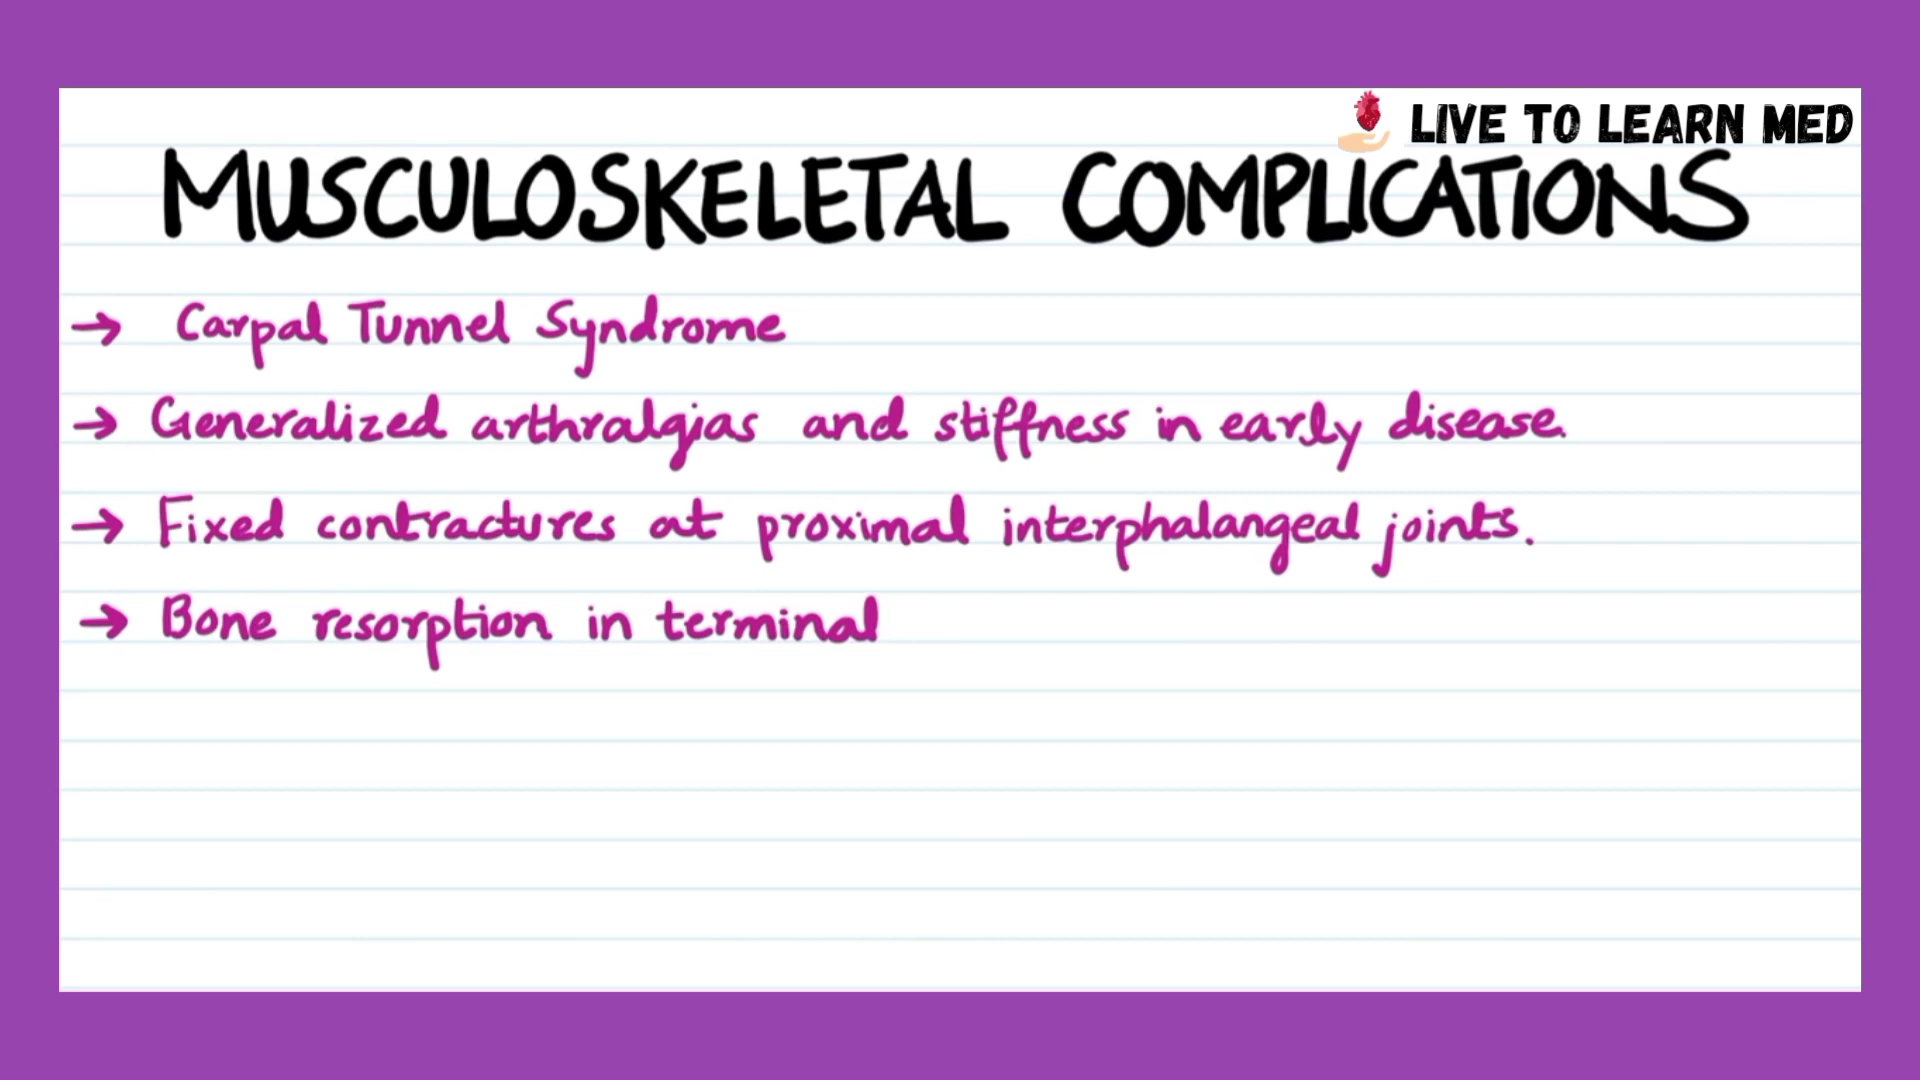 LIVE TO LEARN MED
MUSCULOSKELETAL COMPLICATIONS
→ Carpal Tunnel Syndrome
→ Generalized arthralgias and stiffness in early disease
→ Fixed contractures at proximal interphalangeal joints.
→ Bone resorption in terminal